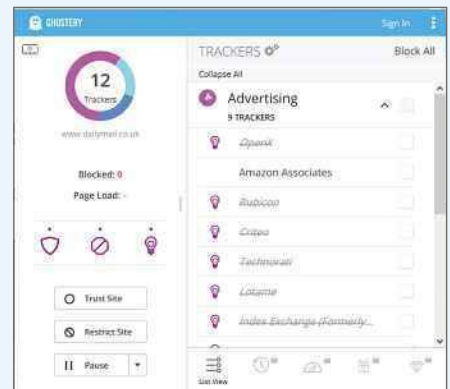 GHOSTERY
Sign In
12
Trackers
www.dailymail.co.uk
Blocked: 0
Page Load: -
Trust Site
Restrict Site
Pause
TRACKERS
Block All
Collapse All
Advertising
9 TRACKERS
OpenX
Amazon Associates
Rubicon
Criteo
Technorati
Lotame
Index Exchange (Formerly...
List View